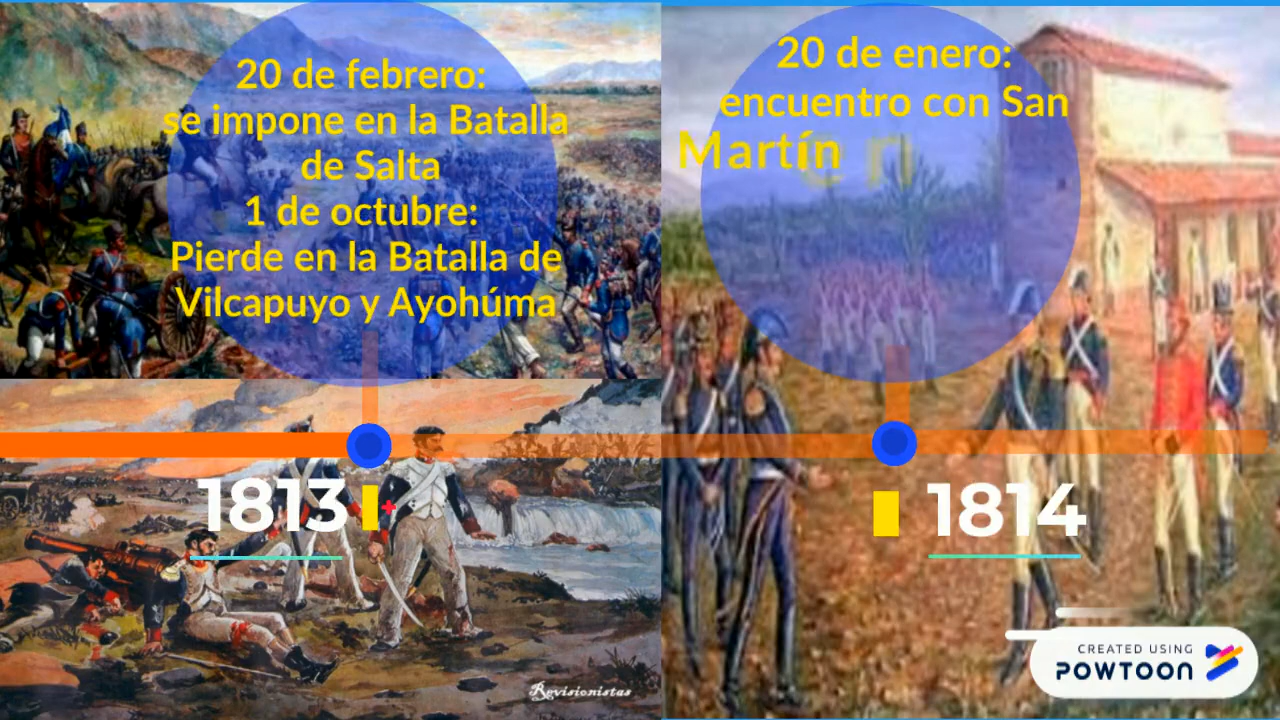 20 de febrero:
se impone en la Batalla
de Salta
1 de octubre:
Pierde en la Batalla de
Vilcapuyo y Ayohúma
20 de enero:
encuentro con San
Martín
en
1813
1814
Revisionistas
CREATED USING
POWTOON